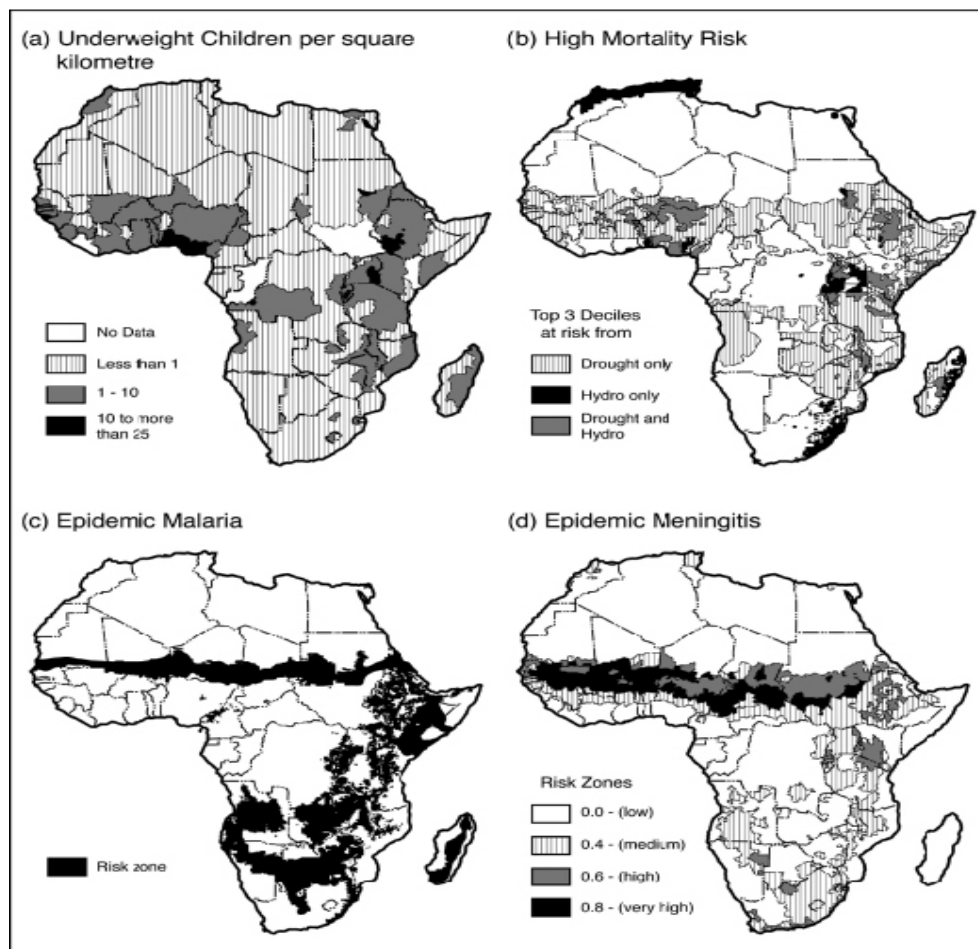 (a) Underweight Children per square
kilometre
No Data
Less than 1
1 - 10
10 to more
than 25
(b) High Mortality Risk
Top 3 Deciles
at risk from
Drought only
Hydro only
Drought and
Hydro
(c) Epidemic Malaria
Risk zone
(d) Epidemic Meningitis
Risk Zones
0.0 - (low)
0.4 - (medium)
0.6 - (high)
0.8 - (very high)